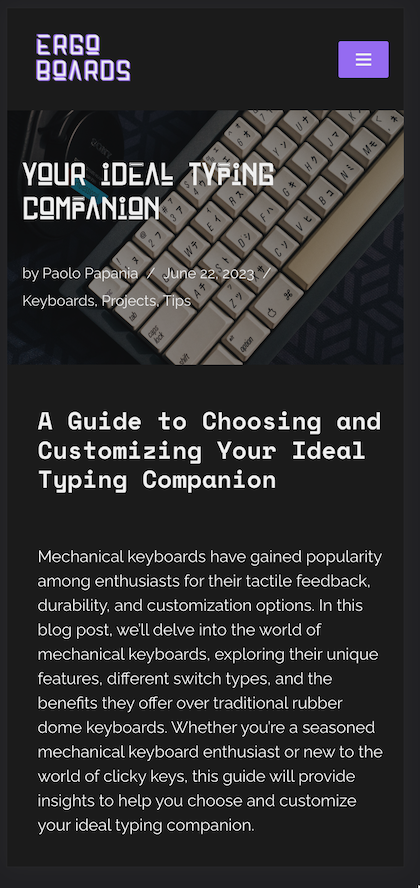 ERGO
BOARDS
YOUR IDEAL TYPING
COMPANION
by Paolo Papania / June 22, 2023 /
Keyboards, Projects, Tips
A Guide to Choosing and
Customizing Your Ideal
Typing Companion
Mechanical keyboards have gained popularity
among enthusiasts for their tactile feedback,
durability, and customization options. In this
blog post, we'll delve into the world of
mechanical keyboards, exploring their unique
features, different switch types, and the
benefits they offer over traditional rubber
dome keyboards. Whether you're a seasoned
mechanical keyboard enthusiast or new to the
world of clicky keys, this guide will provide
insights to help you choose and customize
your ideal typing companion.